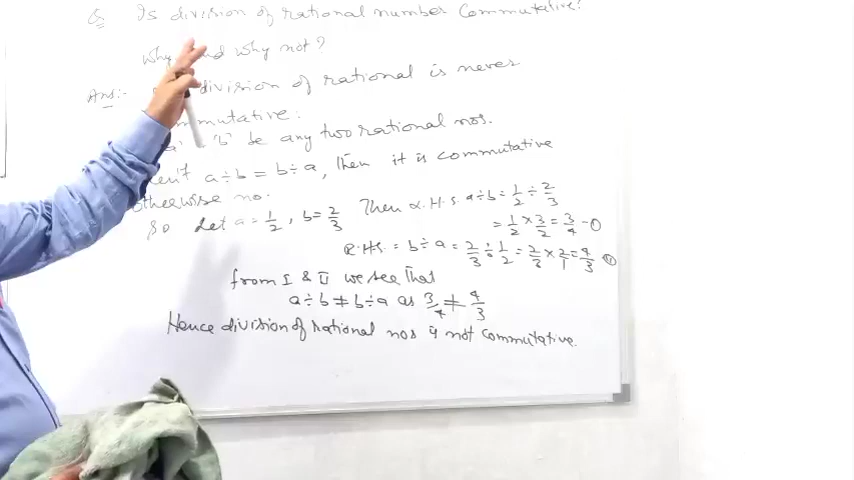 Q. Is division of rational number commutative?
Why and why not?
Ans:- division of rational is never
commutative:
'a' 'b' be any two rational nos.
a ÷ b = b ÷ a, Then it is commutative
otherwise no.
So let a = 1/2, b = 2/3 Then L.H.S. a ÷ b = 1/2 ÷ 2/3
= 1/2 × 3/2 = 3/4 - ①
R.H.S. = b ÷ a = 2/3 ÷ 1/2 = 2/3 × 2/1 = 4/3 ⑪
from I & II we see that
a ÷ b ≠ b ÷ a as 3/4 ≠ 4/3
Hence division of rational nos is not commutative.